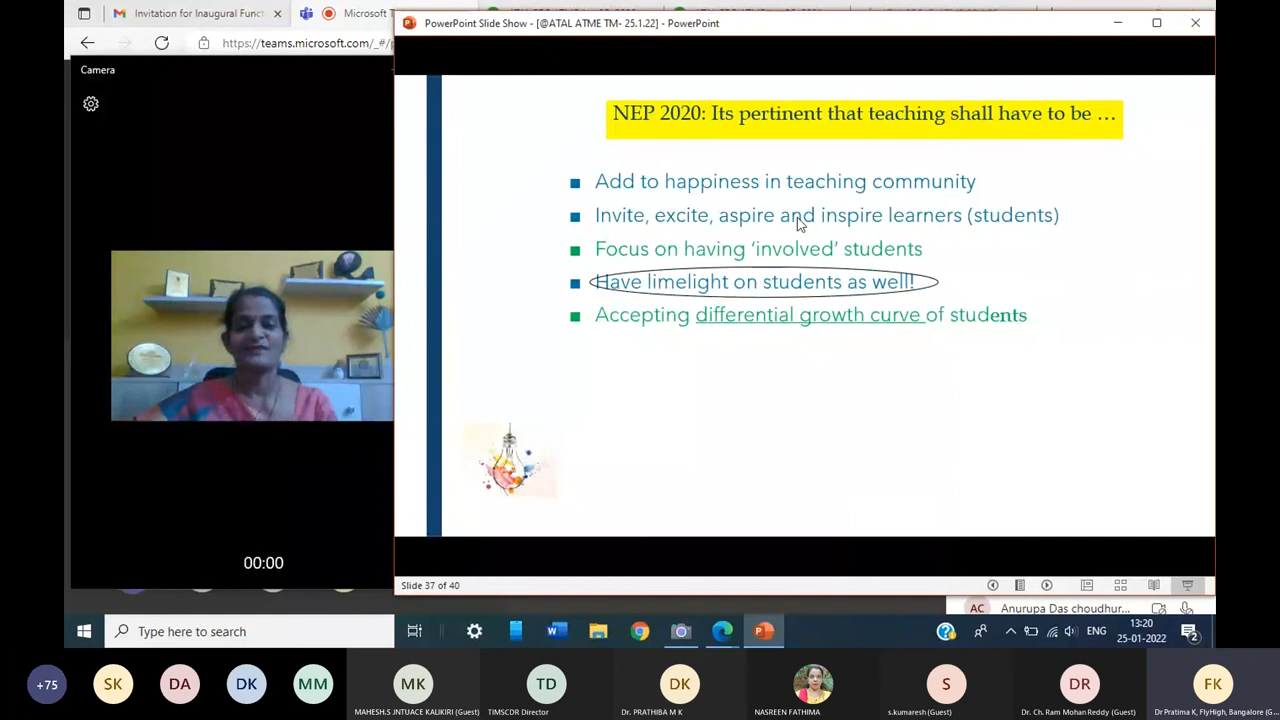 Invitation for Inaugural Funct
Microsoft T
PowerPoint Slide Show - [@ATAL ATME TM- 25.1.22] - PowerPoint
https://teams.microsoft.com/_#/p
Camera
NEP 2020: Its pertinent that teaching shall have to be …
Add to happiness in teaching community
Invite, excite, aspire and inspire learners (students)
Focus on having ‘involved’ students
Have limelight on students as well!
Accepting differential growth curve of students
00:00
Slide 37 of 40
AC Anurupa Das choudhur...
Type here to search
ENG
13:20
25-01-2022
2
+75 SK DA DK MM MK TD DK S DR FK
MAHESH.S JNTUACE KALIKIRI (Guest) TIMSCDR Director Dr. PRATHIBA M K NASREEN FATHIMA s.kumaresh (Guest) Dr. Ch. Ram Mohan Reddy (Guest) Dr Pratima K, FlyHigh, Bangalore (G...